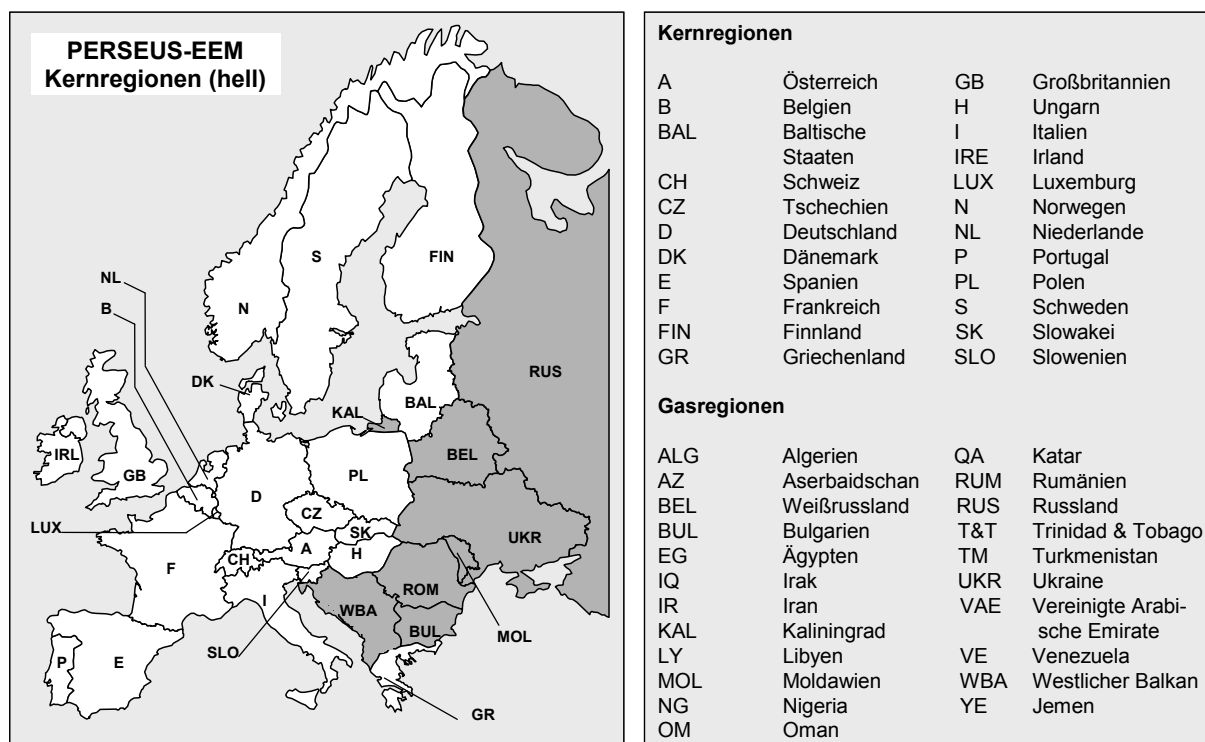 PERSEUS-EEM
Kernregionen (hell)
NL
B
S
FIN
N
RUS
DK
KAL
BAL
IRL
GB
BEL
PL
D
LUX
CZ
SK
UKR
A
H
CH
F
ROM
I
WBA
BUL
MOL
SLO
P
E
GR
Kernregionen
A Österreich GB Großbritannien
B Belgien H Ungarn
BAL Baltische I Italien
Staaten IRE Irland
CH Schweiz LUX Luxemburg
CZ Tschechien N Norwegen
D Deutschland NL Niederlande
DK Dänemark P Portugal
E Spanien PL Polen
F Frankreich S Schweden
FIN Finnland SK Slowakei
GR Griechenland SLO Slowenien
Gasregionen
ALG Algerien QA Katar
AZ Aserbaidschan RUM Rumänien
BEL Weißrussland RUS Russland
BUL Bulgarien T&T Trinidad & Tobago
EG Ägypten TM Turkmenistan
IQ Irak UKR Ukraine
IR Iran VAE Vereinigte Arabi-
KAL Kaliningrad sche Emirate
LY Libyen VE Venezuela
MOL Moldawien WBA Westlicher Balkan
NG Nigeria YE Jemen
OM Oman